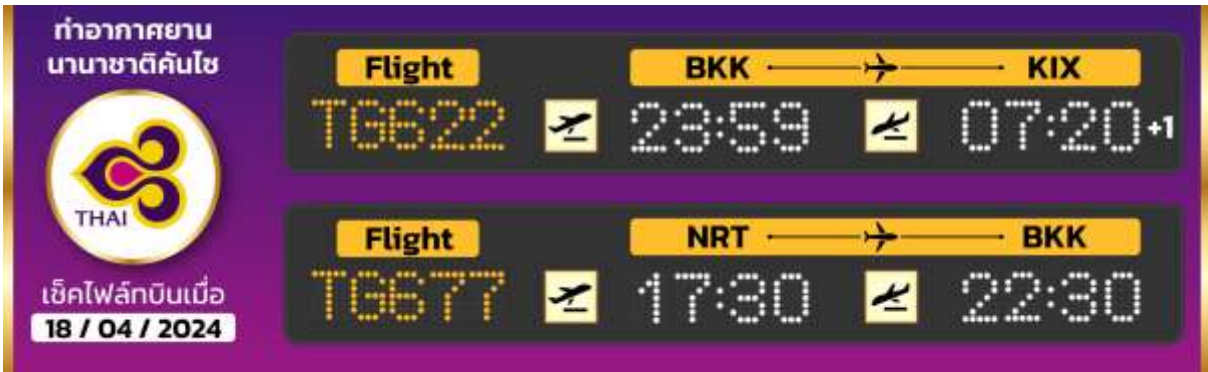 ท่าอากาศยาน
นานาชาติคันไซ
THAI
เช็คไฟล์ทบินเมื่อ
18 / 04 / 2024
Flight BKK KIX
TG622 23:59 07:20+1
Flight NRT BKK
TG677 17:30 22:30